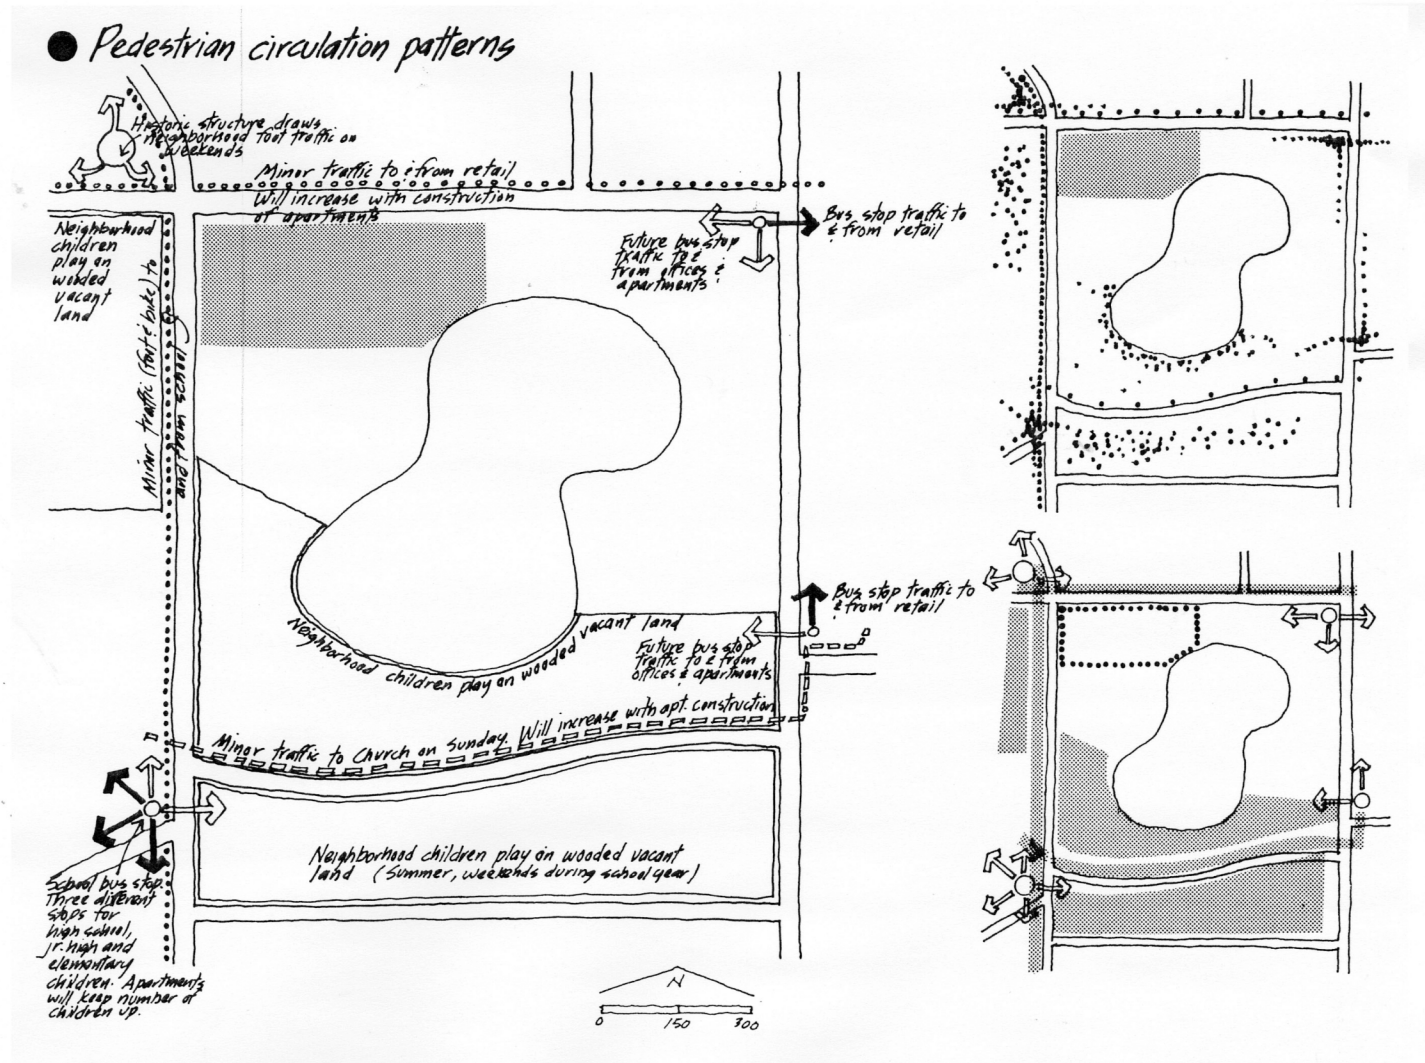 Pedestrian circulation patterns
Historic structure draws
neighborhood foot traffic on
weekends
Minor traffic to & from retail
Will increase with construction
of apartments
Neighborhood
children
play on
wooded
vacant
land
Minor traffic (foot & bike) to
and from school
Future bus stop
traffic to &
from offices &
apartments
Bus stop traffic to
& from retail
Bus stop traffic to
& from retail
Neighborhood children play on wooded vacant land
Future bus stop
traffic to & from
offices & apartments
Minor traffic to Church on Sunday. Will increase with apt. construction
School bus stop.
Three different
stops for
high school,
jr. high and
elementary
children. Apartments
will keep number of
children up.
Neighborhood children play on wooded vacant
land (Summer, weekends during school year)
N
0 150 300